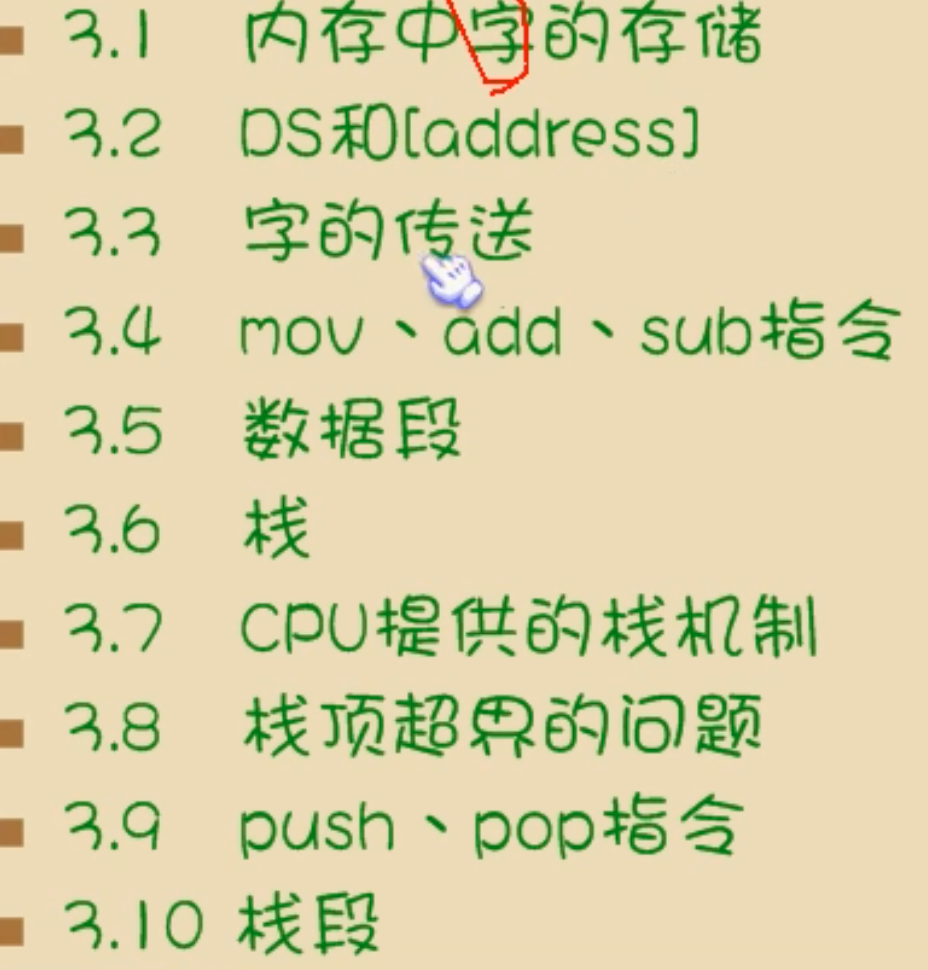 3.1 内存中字的存储
3.2 DS和[address]
3.3 字的传送
3.4 mov、add、sub指令
3.5 数据段
3.6 栈
3.7 CPU提供的栈机制
3.8 栈顶超界的问题
3.9 push、pop指令
3.10 栈段